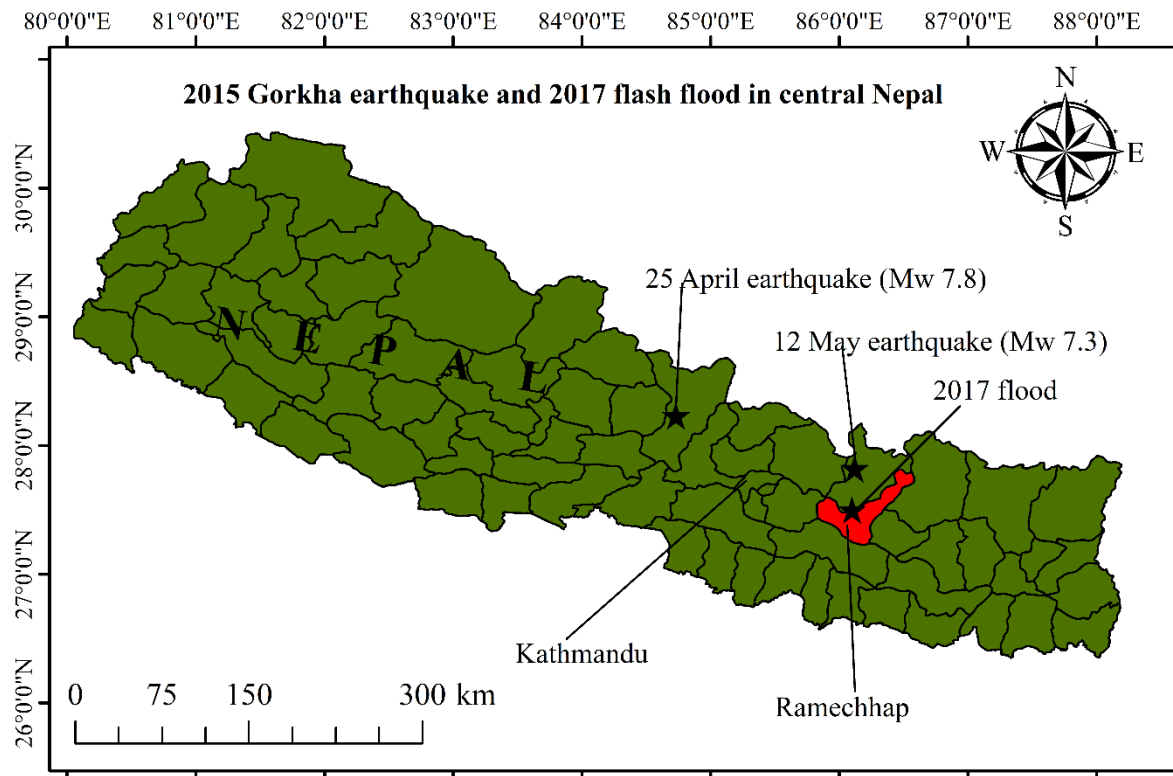 80°0'0"E 81°0'0"E 82°0'0"E 83°0'0"E 84°0'0"E 85°0'0"E 86°0'0"E 87°0'0"E 88°0'0"E
2015 Gorkha earthquake and 2017 flash flood in central Nepal
N
W E
S
30°0'0"N
29°0'0"N
28°0'0"N
27°0'0"N
26°0'0"N
25 April earthquake (Mw 7.8)
12 May earthquake (Mw 7.3)
2017 flood
NEPAL
Kathmandu
Ramechhap
0 75 150 300 km